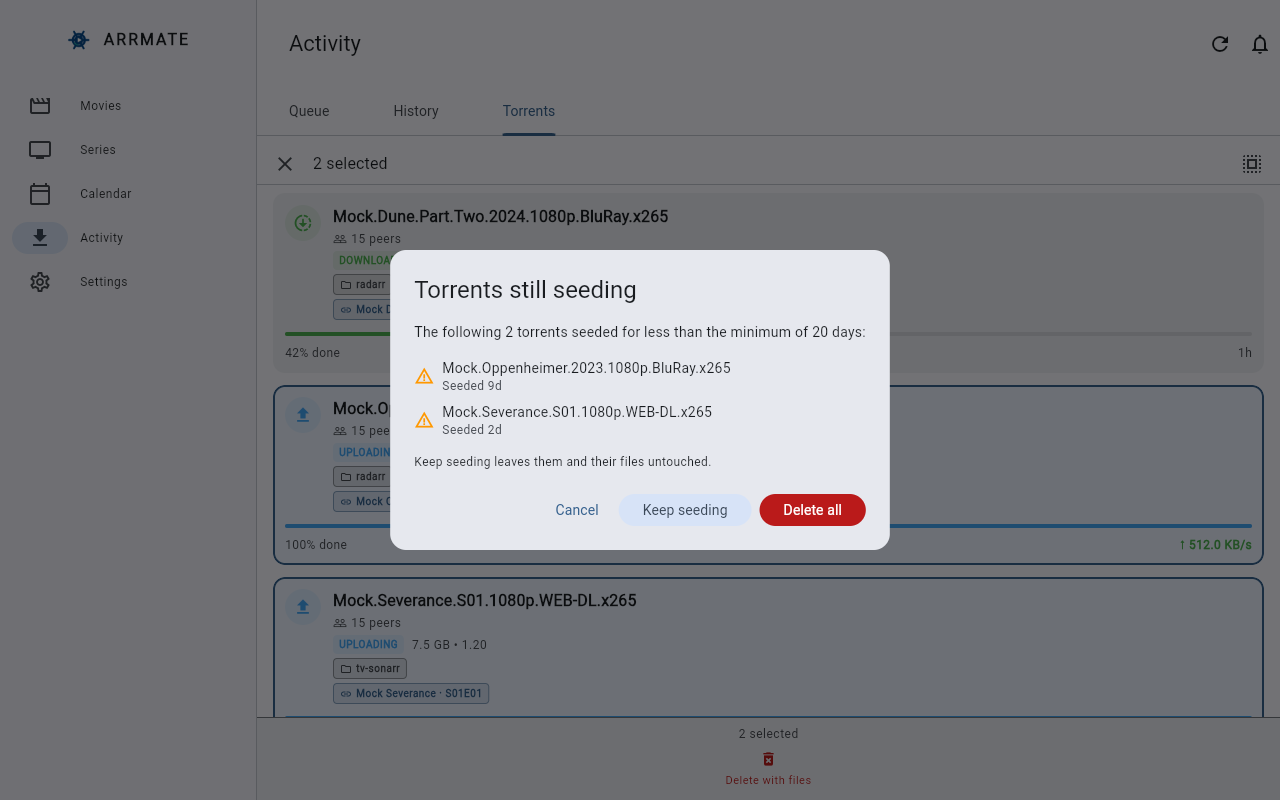 ARRMATE
Movies
Series
Calendar
Activity
Settings
Activity
Queue
History
Torrents
2 selected
Mock.Dune.Part.Two.2024.1080p.BluRay.x265
15 peers
radarr
Mock
42% done
1h
15
radarr
Mock
100% done
↑ 512.0 KB/s
Mock.Severance.S01.1080p.WEB-DL.x265
15 peers
UPLOADING
7.5 GB • 1.20
tv-sonarr
Mock Severance · S01E01
2 selected
Delete with files
Torrents still seeding
The following 2 torrents seeded for less than the minimum of 20 days:
Mock.Oppenheimer.2023.1080p.BluRay.x265
Seeded 9d
Mock.Severance.S01.1080p.WEB-DL.x265
Seeded 2d
Keep seeding leaves them and their files untouched.
Cancel
Keep seeding
Delete all